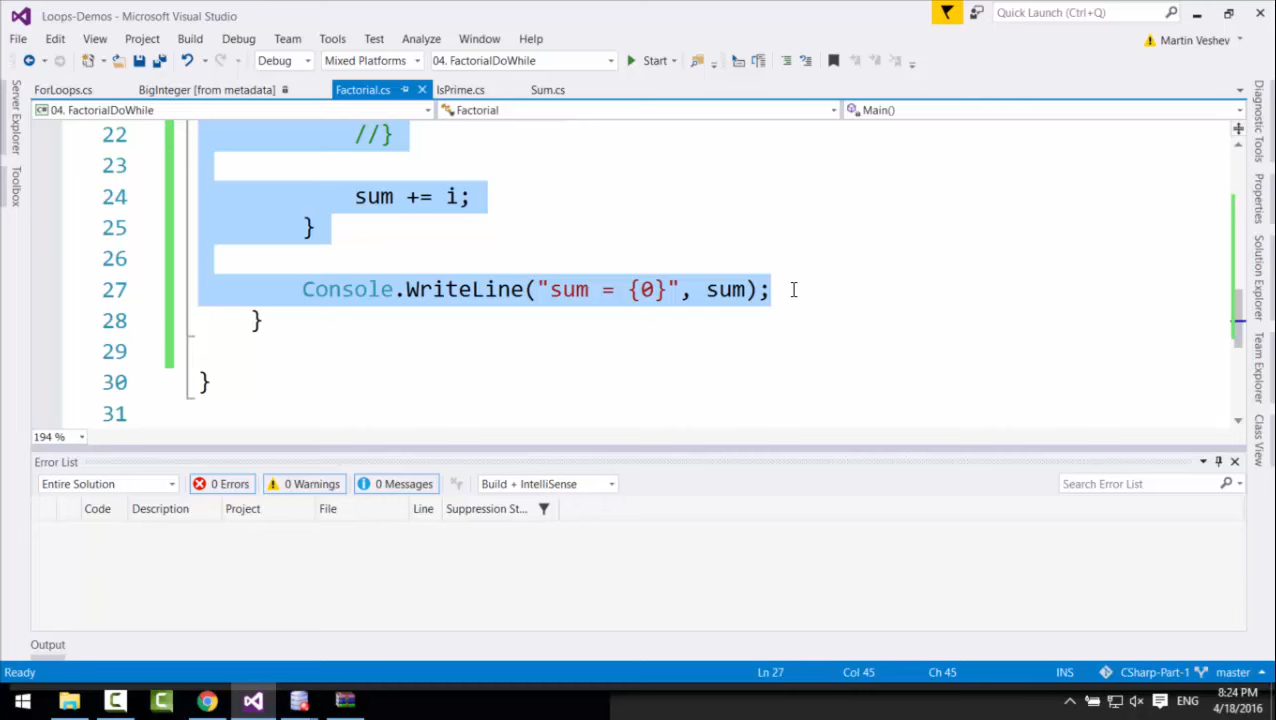 Loops-Demos - Microsoft Visual Studio
Quick Launch (Ctrl+Q)
File Edit View Project Build Debug Team Tools Test Analyze Window Help
Martin Veshev
Debug Mixed Platforms 04. FactorialDoWhile Start
ForLoops.cs BigInteger [from metadata] Factorial.cs IsPrime.cs Sum.cs
04. FactorialDoWhile Factorial Main()
Server Explorer
Toolbox
22 //}
23
24 sum += i;
25 }
26
27 Console.WriteLine("sum = {0}", sum);
28 }
29
30 }
31
Diagnostic Tools
Properties
Solution Explorer
Team Explorer
Class View
194 %
Error List
Entire Solution 0 Errors 0 Warnings 0 Messages Build + IntelliSense Search Error List
Code Description Project File Line Suppression St...
Output
Ready Ln 27 Col 45 Ch 45 INS CSharp-Part-1 master
ENG 8:24 PM
4/18/2016